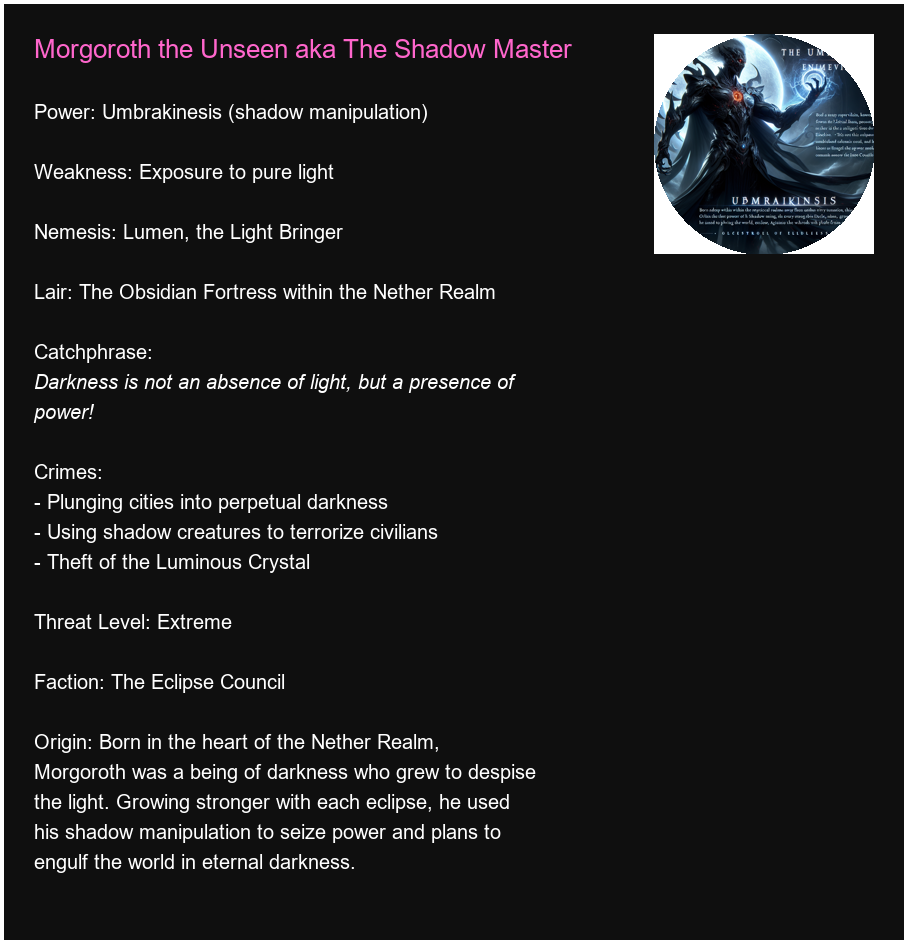 Morgoroth the Unseen aka The Shadow Master
THE UM
ENIMEVI
UBMRAIKINSIS
Power: Umbrakinesis (shadow manipulation)
Weakness: Exposure to pure light
Nemesis: Lumen, the Light Bringer
Lair: The Obsidian Fortress within the Nether Realm
Catchphrase:
Darkness is not an absence of light, but a presence of
power!
Crimes:
- Plunging cities into perpetual darkness
- Using shadow creatures to terrorize civilians
- Theft of the Luminous Crystal
Threat Level: Extreme
Faction: The Eclipse Council
Origin: Born in the heart of the Nether Realm,
Morgoroth was a being of darkness who grew to despise
the light. Growing stronger with each eclipse, he used
his shadow manipulation to seize power and plans to
engulf the world in eternal darkness.